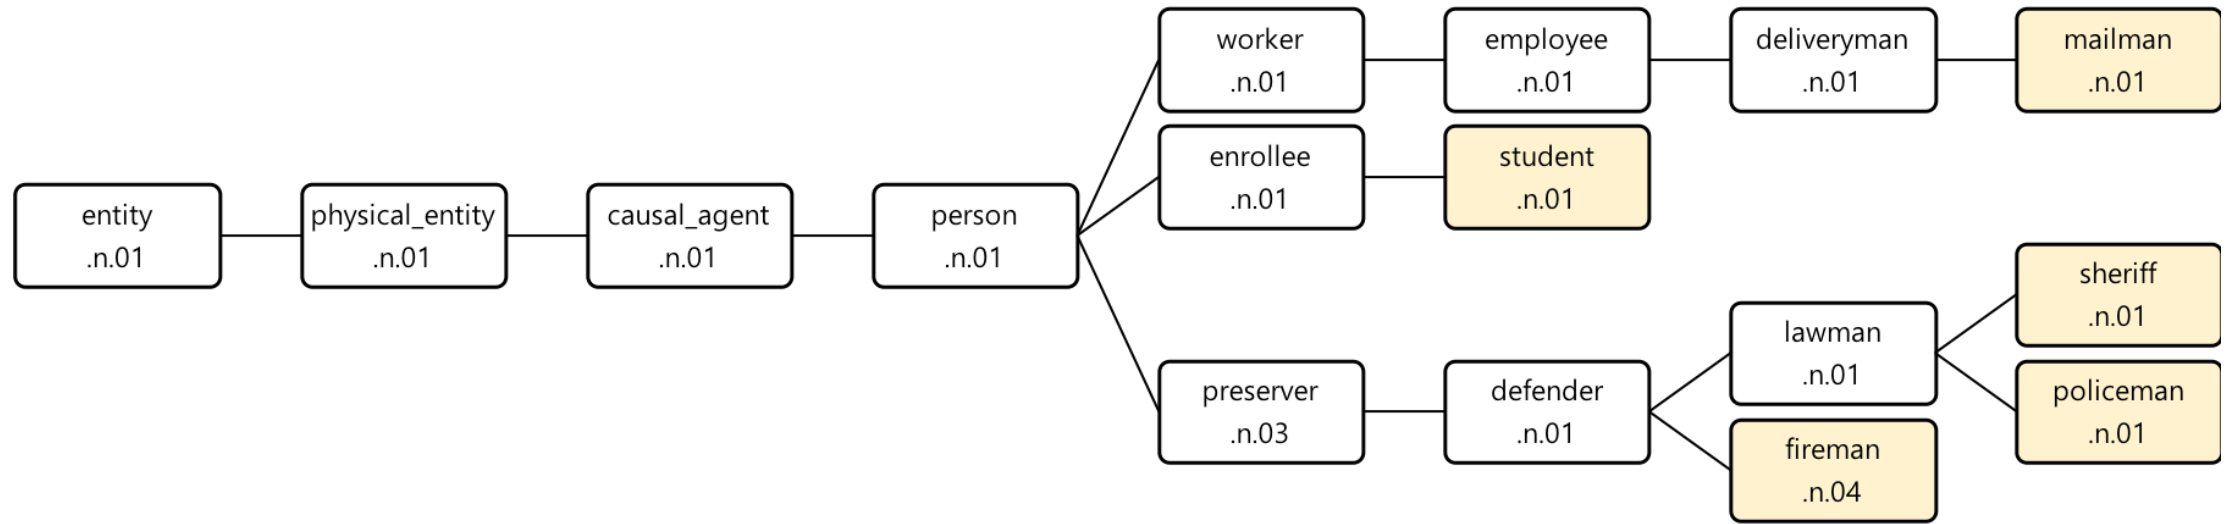 entity
.n.01
physical_entity
.n.01
causal_agent
.n.01
person
.n.01
worker
.n.01
employee
.n.01
deliveryman
.n.01
mailman
.n.01
enrollee
.n.01
student
.n.01
preserver
.n.03
defender
.n.01
lawman
.n.01
sheriff
.n.01
policeman
.n.01
fireman
.n.04